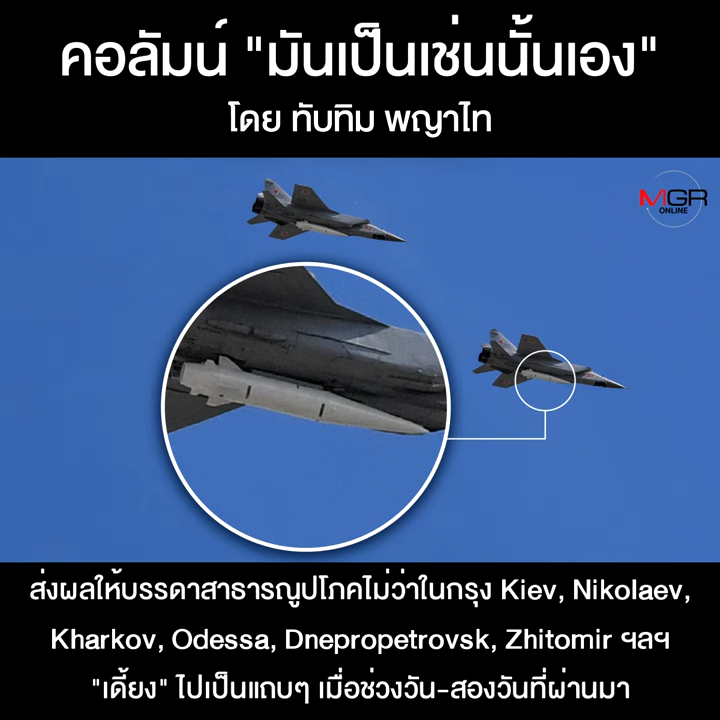 คอลัมน์ "มันเป็นเช่นนั้นเอง"
โดย ทับทิม พญาไท
MGR
ONLINE
ส่งผลให้บรรดาสาธารณูปโภคไม่ว่าในกรุง Kiev, Nikolaev,
Kharkov, Odessa, Dnepropetrovsk, Zhitomir ฯลฯ
"เดี้ยง" ไปเป็นแถบๆ เมื่อช่วงวัน-สองวันที่ผ่านมา